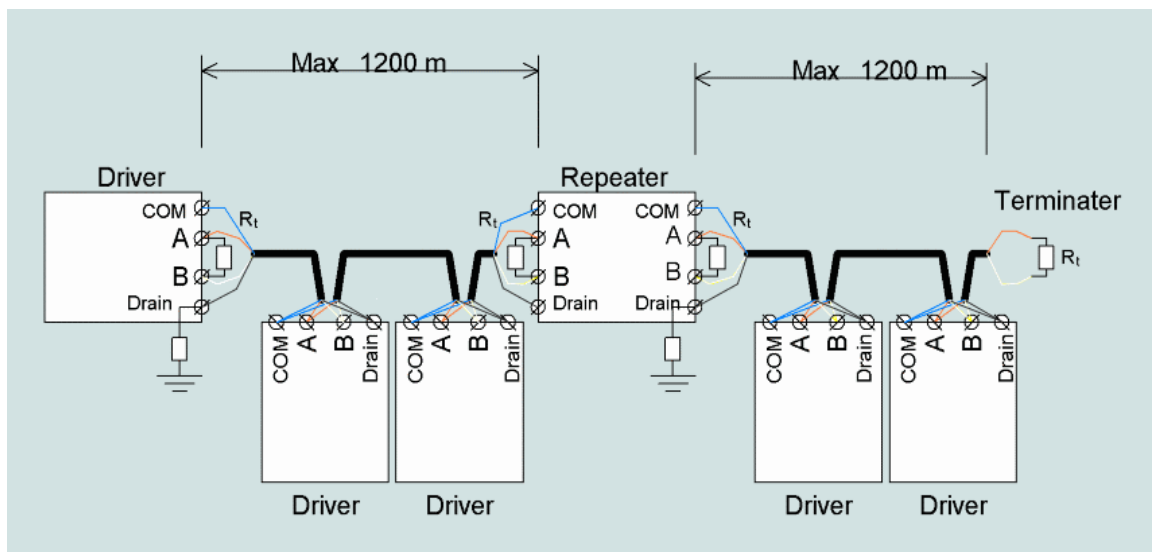 Max 1200 m
Max 1200 m
Driver
Repeater
Terminater
COM
A
B
Drain
Rt
Rt
COM
A
B
Drain
COM
A
B
Drain
Rt
Rt
COM
A
B
Drain
COM
A
B
Drain
COM
A
B
Drain
COM
A
B
Drain
Driver
Driver
Driver
Driver